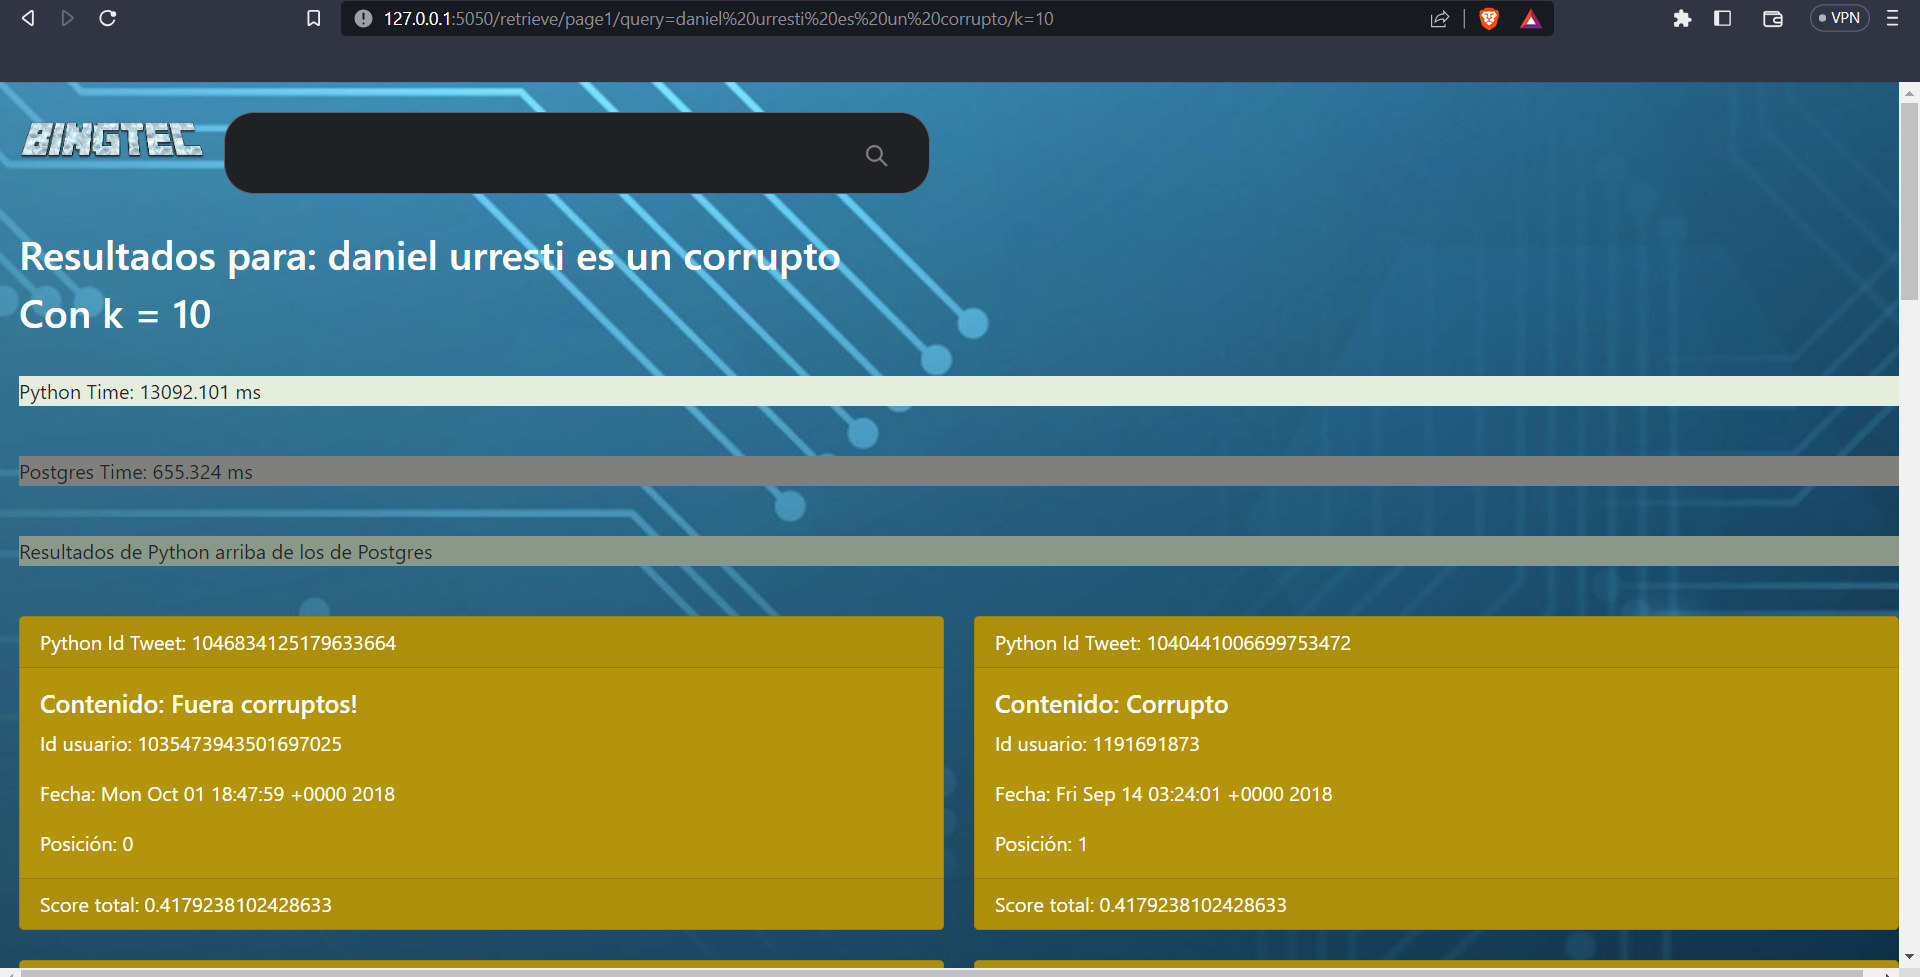 127.0.0.1:5050/retrieve/page1/query=daniel%20urresti%20es%20un%20corrupto/k=10
VPN
BINGTEC
Resultados para: daniel urresti es un corrupto
Con k = 10
Python Time: 13092.101 ms
Postgres Time: 655.324 ms
Resultados de Python arriba de los de Postgres
Python Id Tweet: 1046834125179633664
Contenido: Fuera corruptos!
Id usuario: 1035473943501697025
Fecha: Mon Oct 01 18:47:59 +0000 2018
Posición: 0
Score total: 0.4179238102428633
Python Id Tweet: 1040441006699753472
Contenido: Corrupto
Id usuario: 1191691873
Fecha: Fri Sep 14 03:24:01 +0000 2018
Posición: 1
Score total: 0.4179238102428633